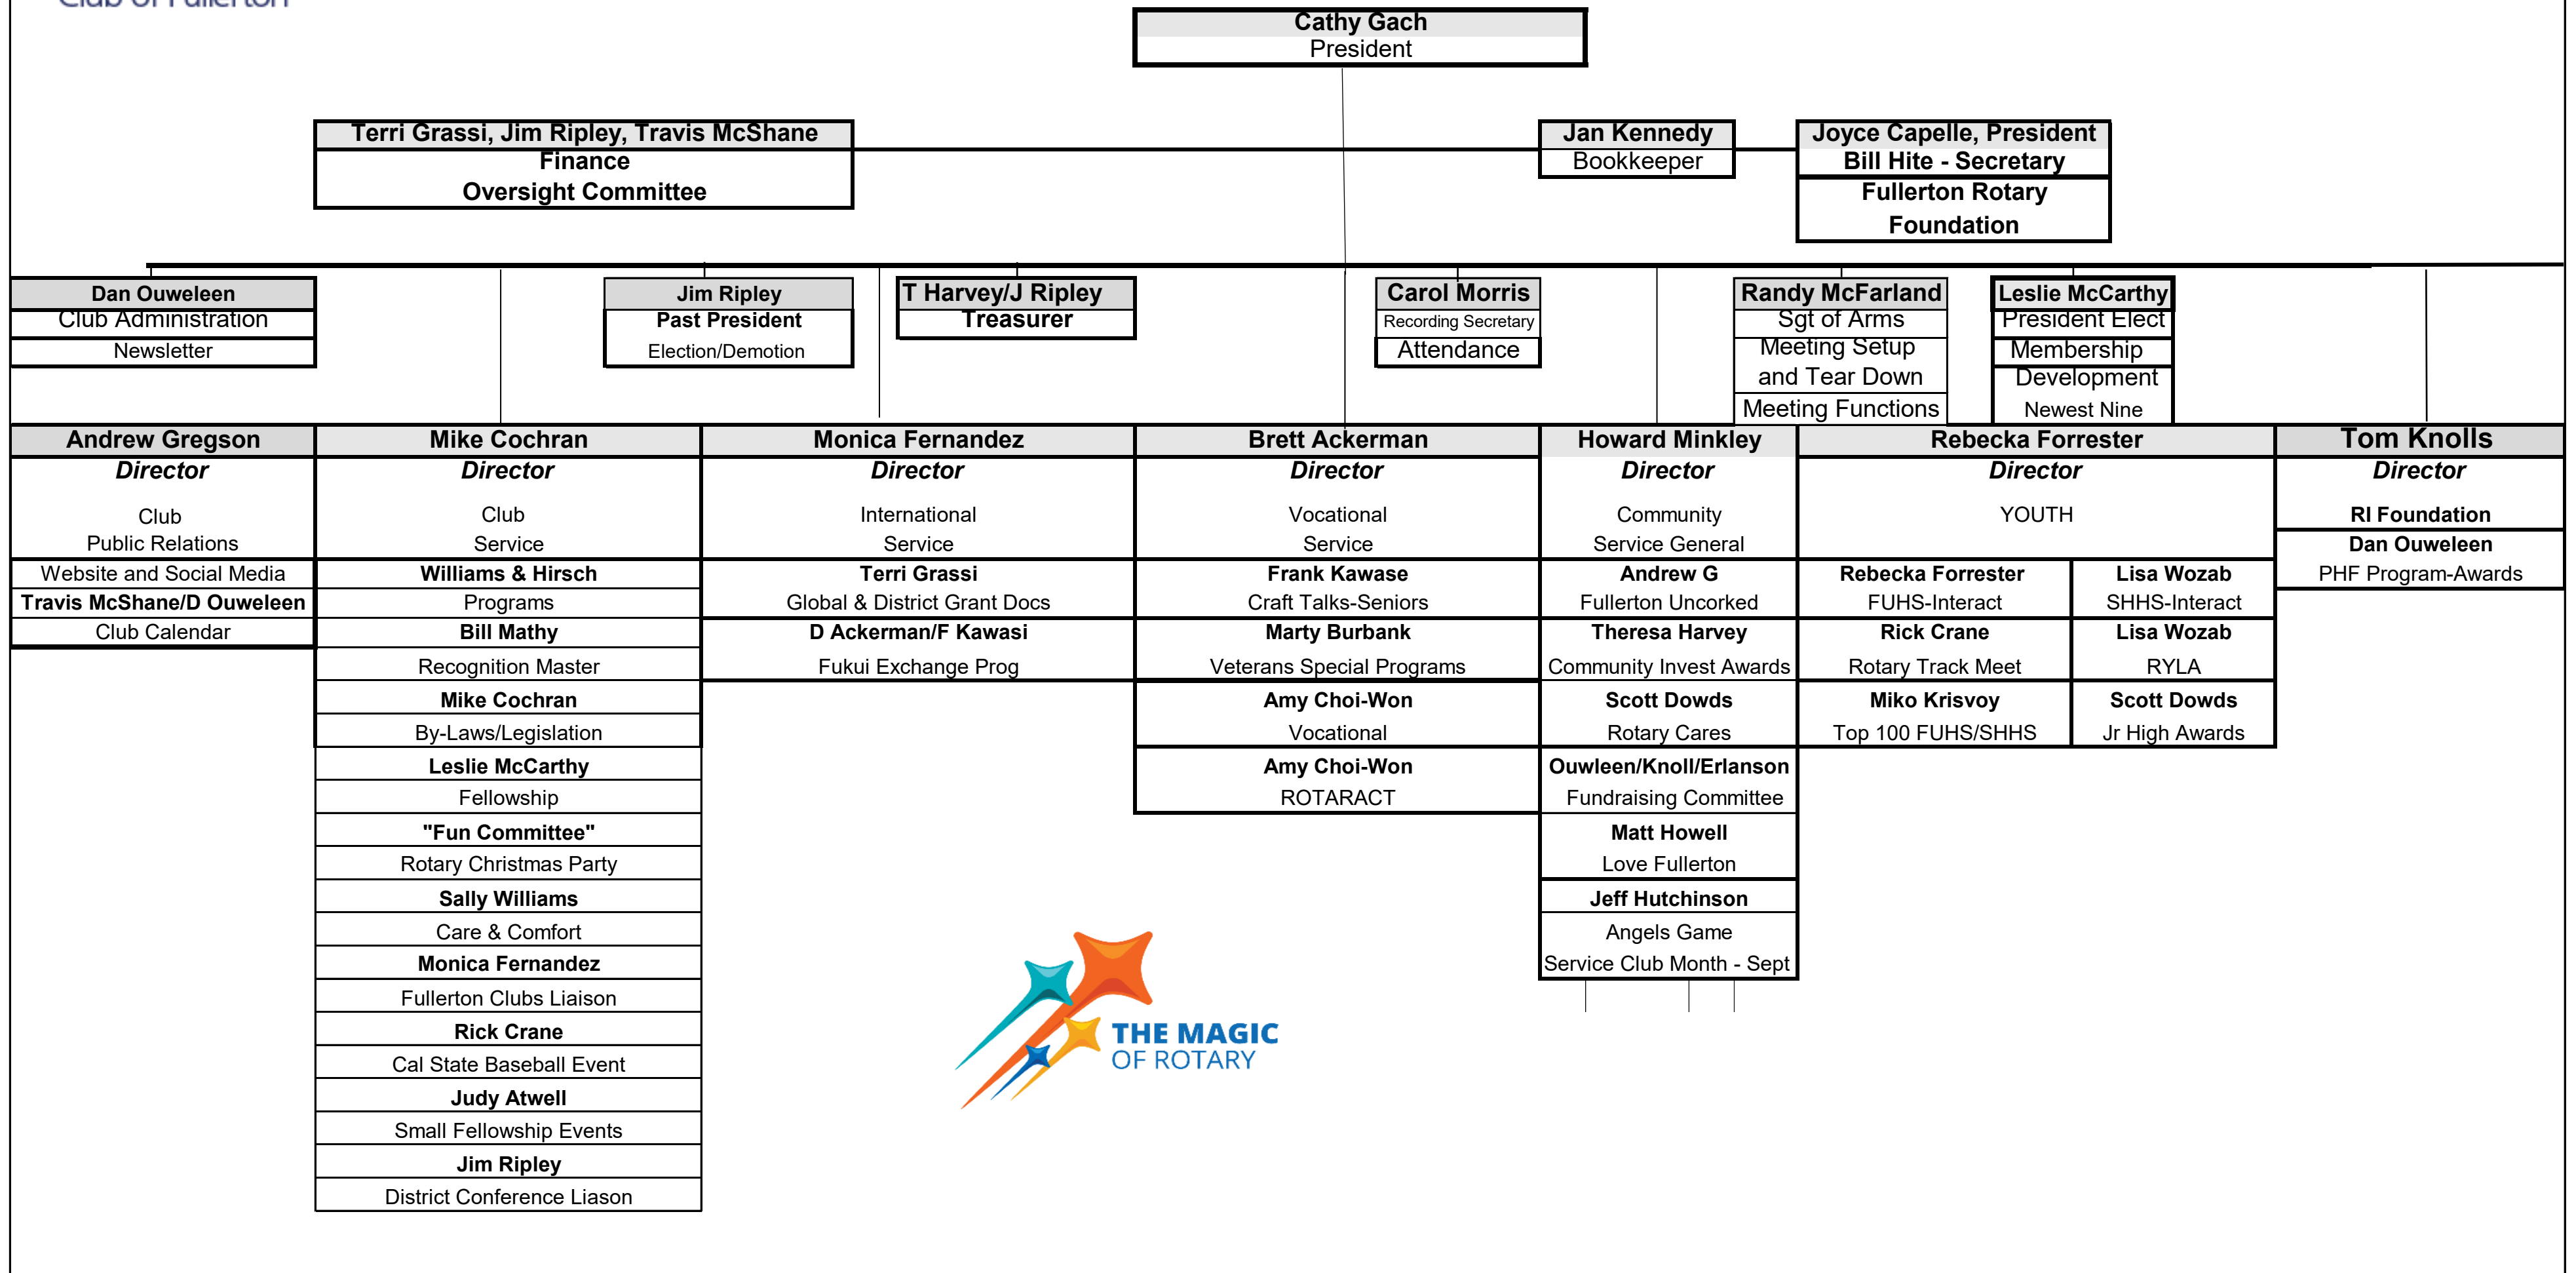 Club of Fullerton
Cathy Gach
President
Terri Grassi, Jim Ripley, Travis McShane
Finance
Oversight Committee
Jan Kennedy
Bookkeeper
Joyce Capelle, President
Bill Hite - Secretary
Fullerton Rotary
Foundation
Dan Ouweleen
Club Administration
Newsletter
Jim Ripley
Past President
Election/Demotion
T Harvey/J Ripley
Treasurer
Carol Morris
Recording Secretary
Attendance
Randy McFarland
Sgt of Arms
Meeting Setup
and Tear Down
Meeting Functions
Leslie McCarthy
President Elect
Membership
Development
Newest Nine
Andrew Gregson
Director
Club
Public Relations
Website and Social Media
Travis McShane/D Ouweleen
Club Calendar
Mike Cochran
Director
Club
Service
Williams & Hirsch
Programs
Bill Mathy
Recognition Master
Mike Cochran
By-Laws/Legislation
Leslie McCarthy
Fellowship
"Fun Committee"
Rotary Christmas Party
Sally Williams
Care & Comfort
Monica Fernandez
Fullerton Clubs Liaison
Rick Crane
Cal State Baseball Event
Judy Atwell
Small Fellowship Events
Jim Ripley
District Conference Liason
Monica Fernandez
Director
International
Service
Terri Grassi
Global & District Grant Docs
D Ackerman/F Kawasi
Fukui Exchange Prog
Brett Ackerman
Director
Vocational
Service
Frank Kawase
Craft Talks-Seniors
Marty Burbank
Veterans Special Programs
Amy Choi-Won
Vocational
Amy Choi-Won
ROTARACT
Howard Minkley
Director
Community
Service General
Andrew G
Fullerton Uncorked
Theresa Harvey
Community Invest Awards
Scott Dowds
Rotary Cares
Ouwleen/Knoll/Erlanson
Fundraising Committee
Matt Howell
Love Fullerton
Jeff Hutchinson
Angels Game
Service Club Month - Sept
Rebecka Forrester
Director
YOUTH
Rebecka Forrester
FUHS-Interact
Rick Crane
Rotary Track Meet
Miko Krisvoy
Top 100 FUHS/SHHS
Lisa Wozab
SHHS-Interact
Lisa Wozab
RYLA
Scott Dowds
Jr High Awards
Tom Knolls
Director
RI Foundation
Dan Ouweleen
PHF Program-Awards
THE MAGIC
OF ROTARY